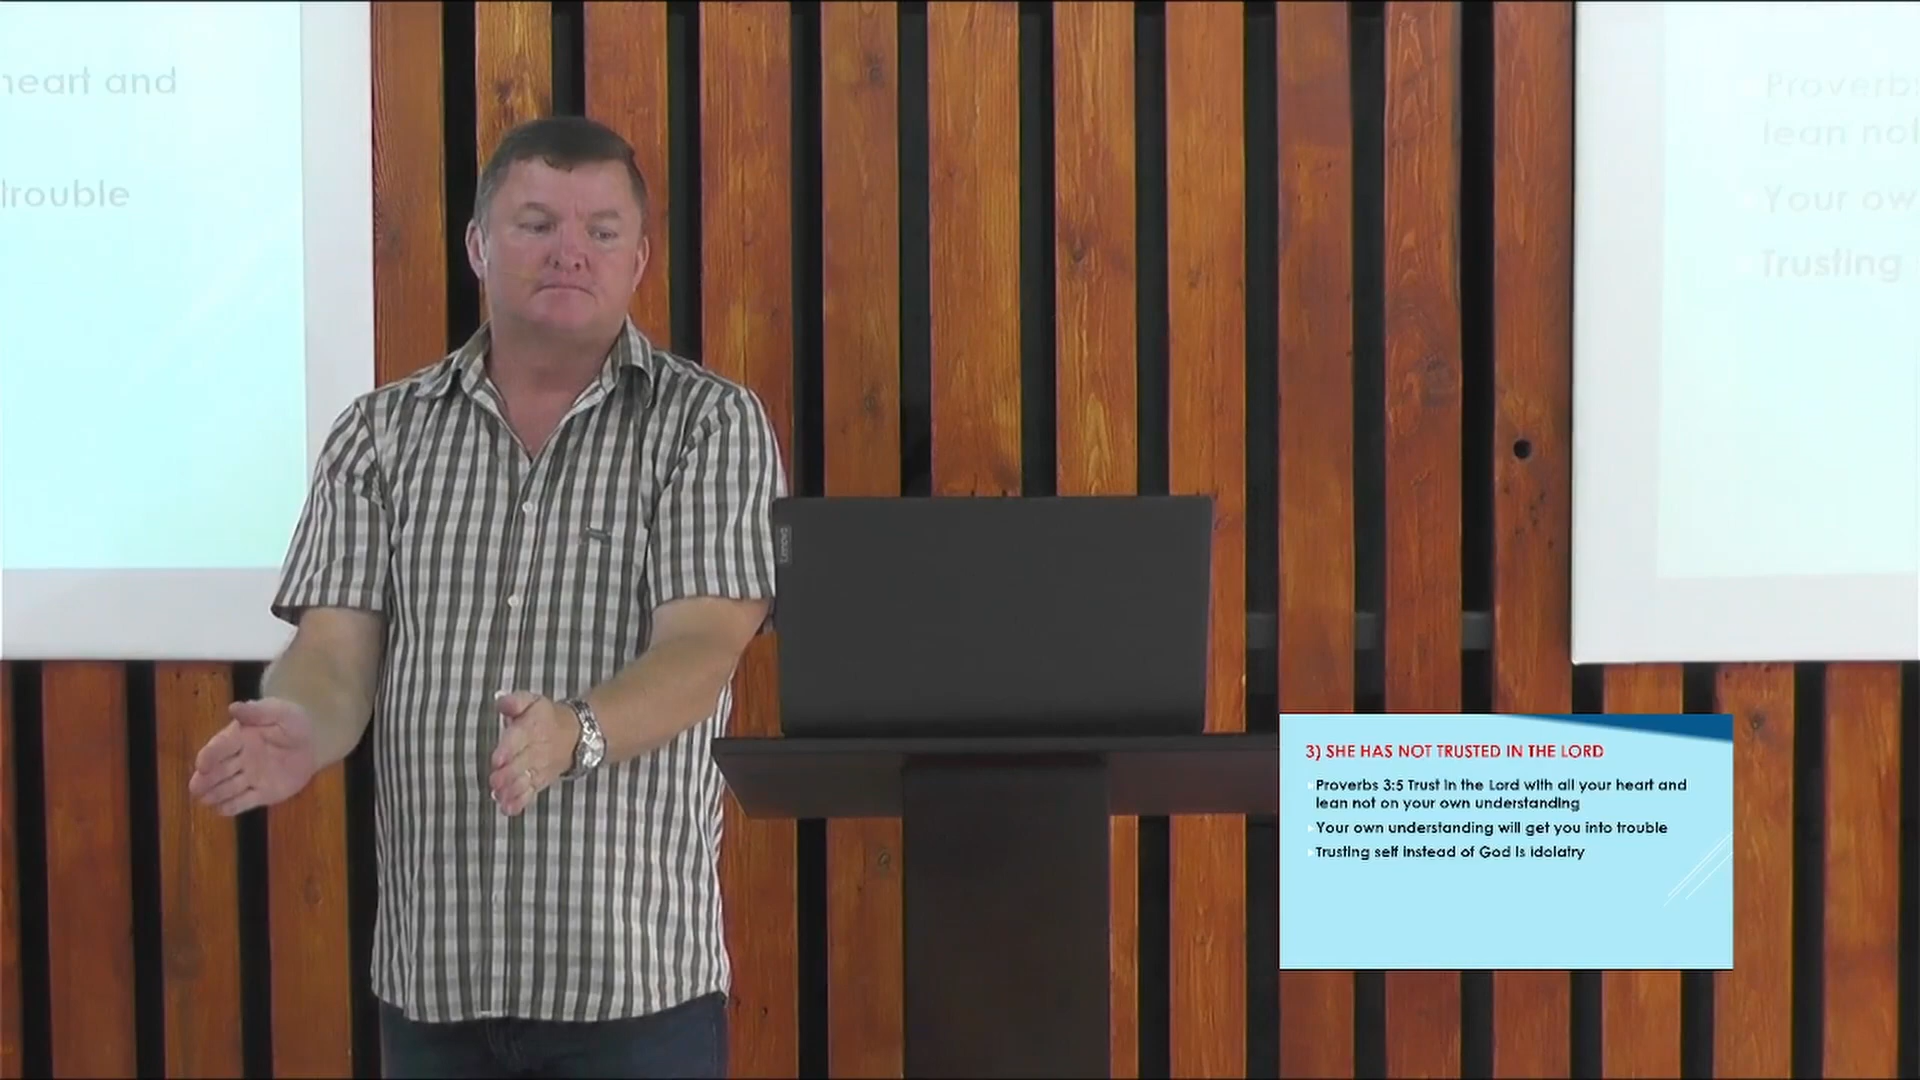 heart and
trouble
Proverbs
lean not
Your ow
Trusting
Lenovo
3) SHE HAS NOT TRUSTED IN THE LORD
Proverbs 3:5 Trust in the Lord with all your heart and
lean not on your own understanding
Your own understanding will get you into trouble
Trusting self instead of God is idolatry